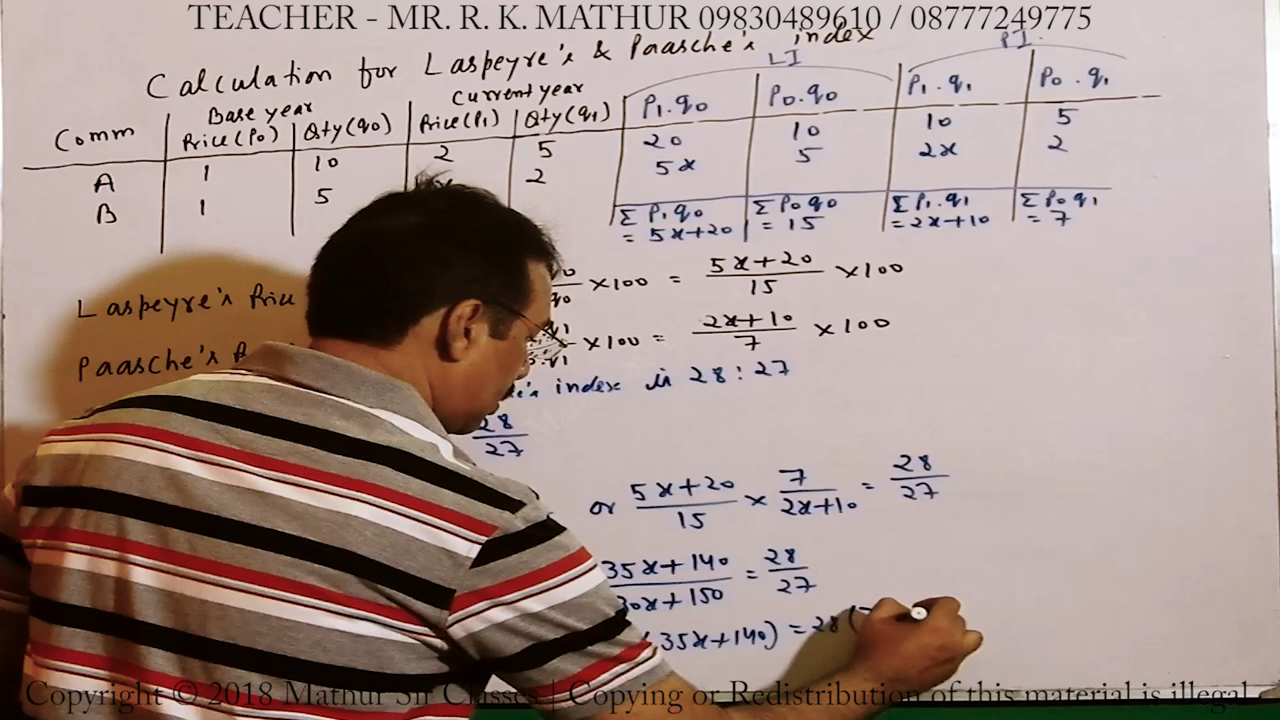 TEACHER - MR. R. K. MATHUR 09830489610 / 08777249775
Calculation for Laspeyre's & Paasche's index
LI PI
Comm Base year Current year P1.q0 P0.q0 P1.q1 P0.q1
Price(P0) Qty(q0) Price(P1) Qty(q1)
A 1 10 2 5 20 10 10 5
B 1 5 2 5x 5 2x 2
Σ P1.q0 Σ P0 q0 Σ P1.q1 Σ P0 q1
= 5x+20 = 15 = 2x+10 = 7
Laspeyre's Price ×100 = 5x+20/15 ×100
Paasche's ×100 = 2x+10/7 ×100
index is 28:27
28/27
or 5x+20/15 × 7/2x+10 = 28/27
35x+140/30x+150 = 28/27
35x+140) = 28(
Copyright © 2018 Mathur Sir Classes | Copying or Redistribution of this material is illegal